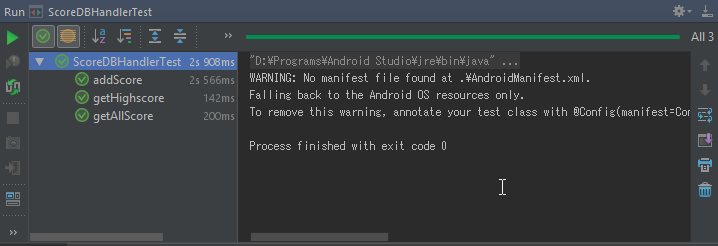 Run ScoreDBHandlerTest
All 3
ScoreDBHandlerTest 2s 908ms
addScore 2s 566ms
getHighscore 142ms
getAllScore 200ms
"D:¥Programs¥Android Studio¥jre¥bin¥java" ...
WARNING: No manifest file found at .¥AndroidManifest.xml.
Falling back to the Android OS resources only.
To remove this warning, annotate your test class with @Config(manifest=Con
Process finished with exit code 0